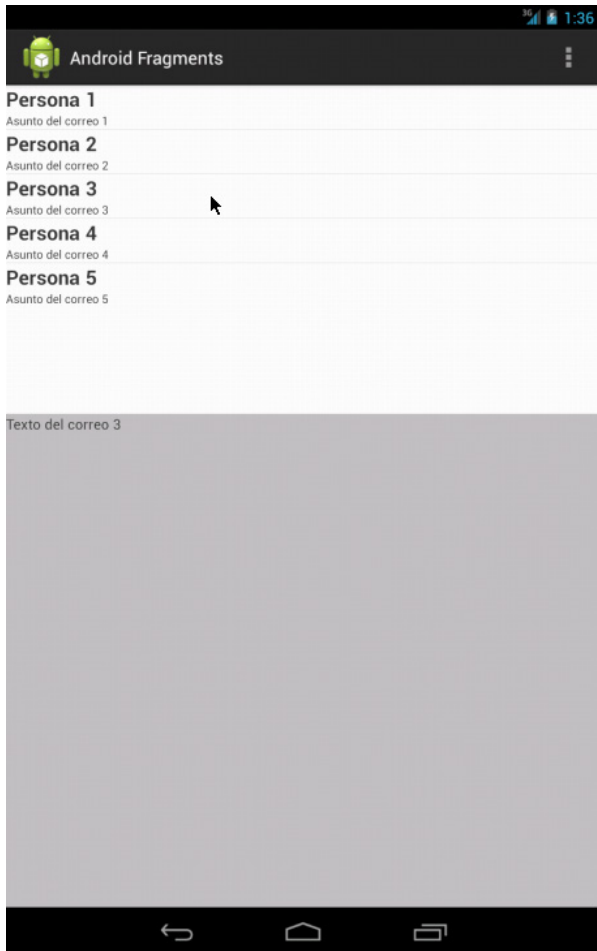 3G 1:36
Android Fragments
Persona 1
Asunto del correo 1
Persona 2
Asunto del correo 2
Persona 3
Asunto del correo 3
Persona 4
Asunto del correo 4
Persona 5
Asunto del correo 5
Texto del correo 3